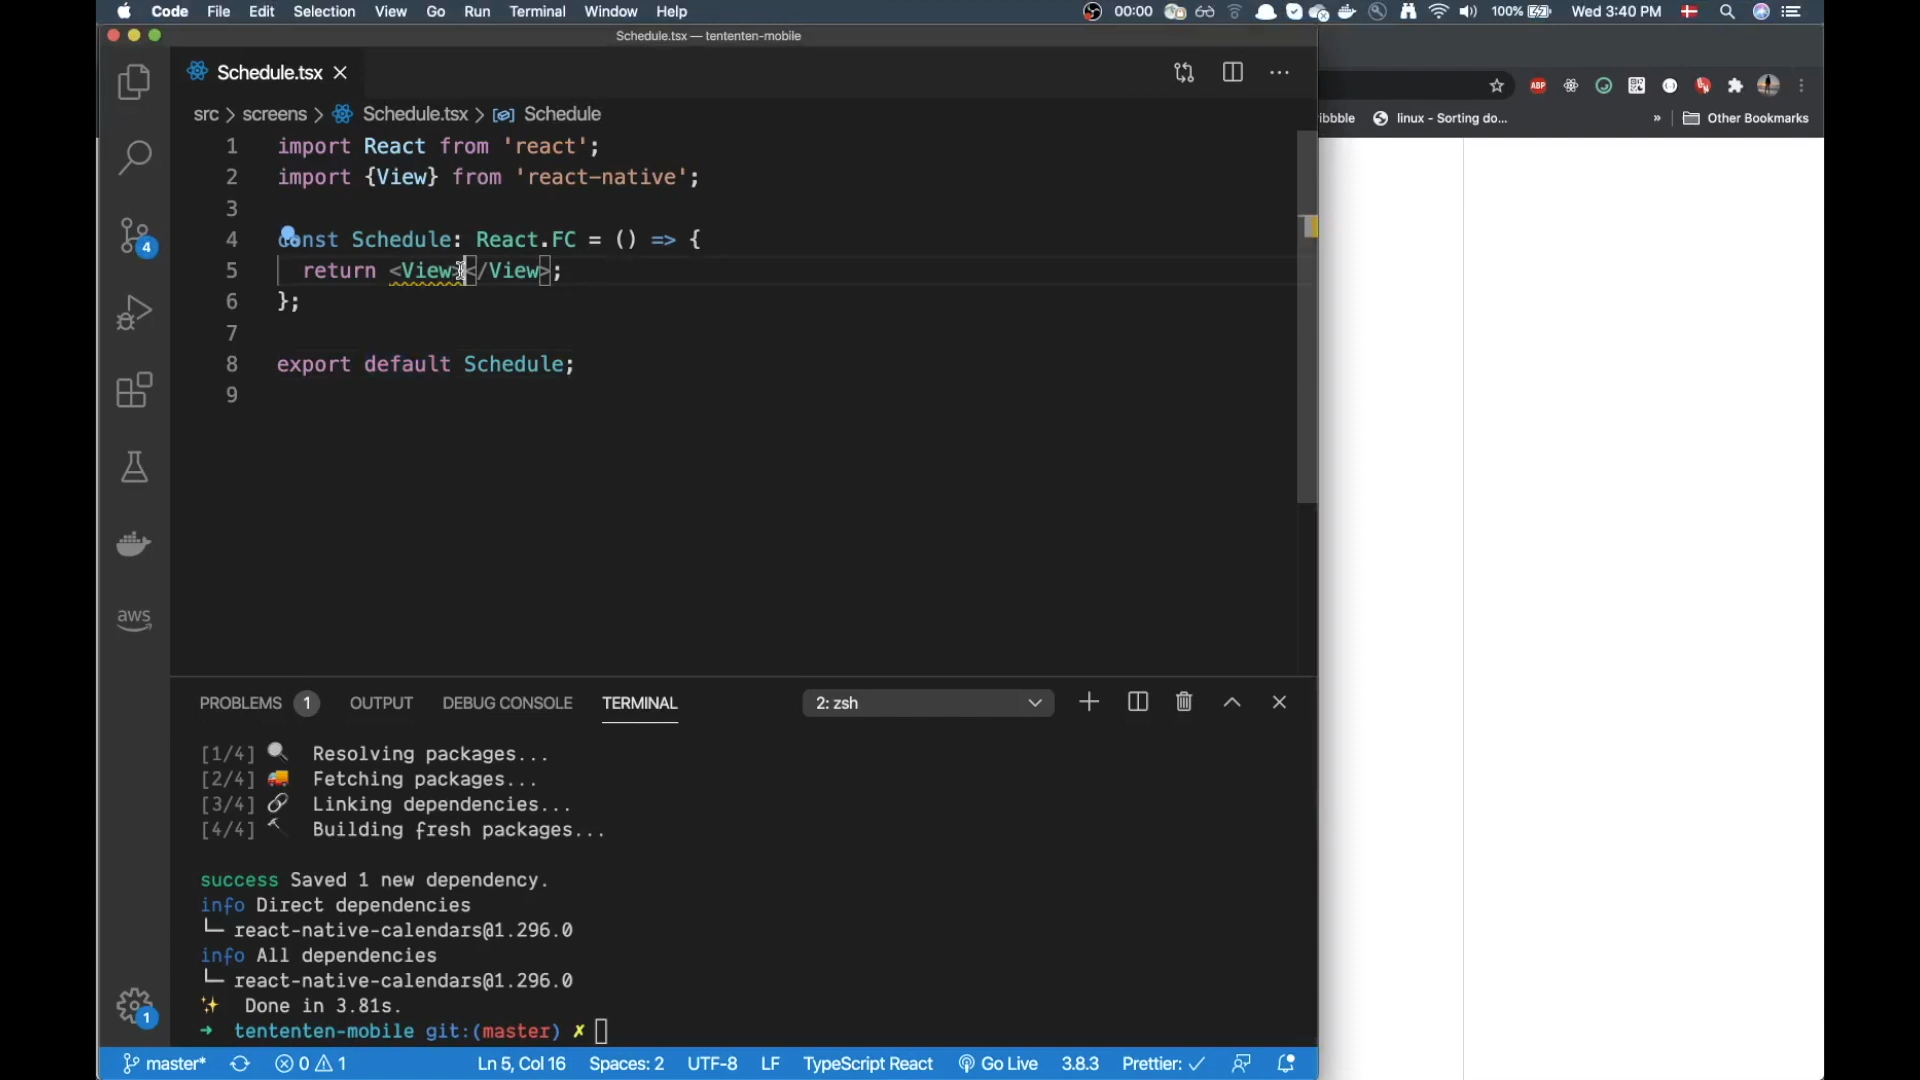 Code File Edit Selection View Go Run Terminal Window Help 00:00 100% Wed 3:40 PM
Schedule.tsx — tententen-mobile
Schedule.tsx
src > screens > Schedule.tsx > Schedule
ABP
ibbble linux - Sorting do... » Other Bookmarks
1 import React from 'react';
2 import {View} from 'react-native';
3
4 const Schedule: React.FC = () => {
5 return <View></View>;
6 };
7
8 export default Schedule;
9
4
aws
1
PROBLEMS 1 OUTPUT DEBUG CONSOLE TERMINAL 2: zsh
[1/4] Resolving packages...
[2/4] Fetching packages...
[3/4] Linking dependencies...
[4/4] Building fresh packages...
success Saved 1 new dependency.
info Direct dependencies
└─ react-native-calendars@1.296.0
info All dependencies
└─ react-native-calendars@1.296.0
Done in 3.81s.
➜ tententen-mobile git:(master) ✗
master* 0 1 Ln 5, Col 16 Spaces: 2 UTF-8 LF TypeScript React Go Live 3.8.3 Prettier: ✓